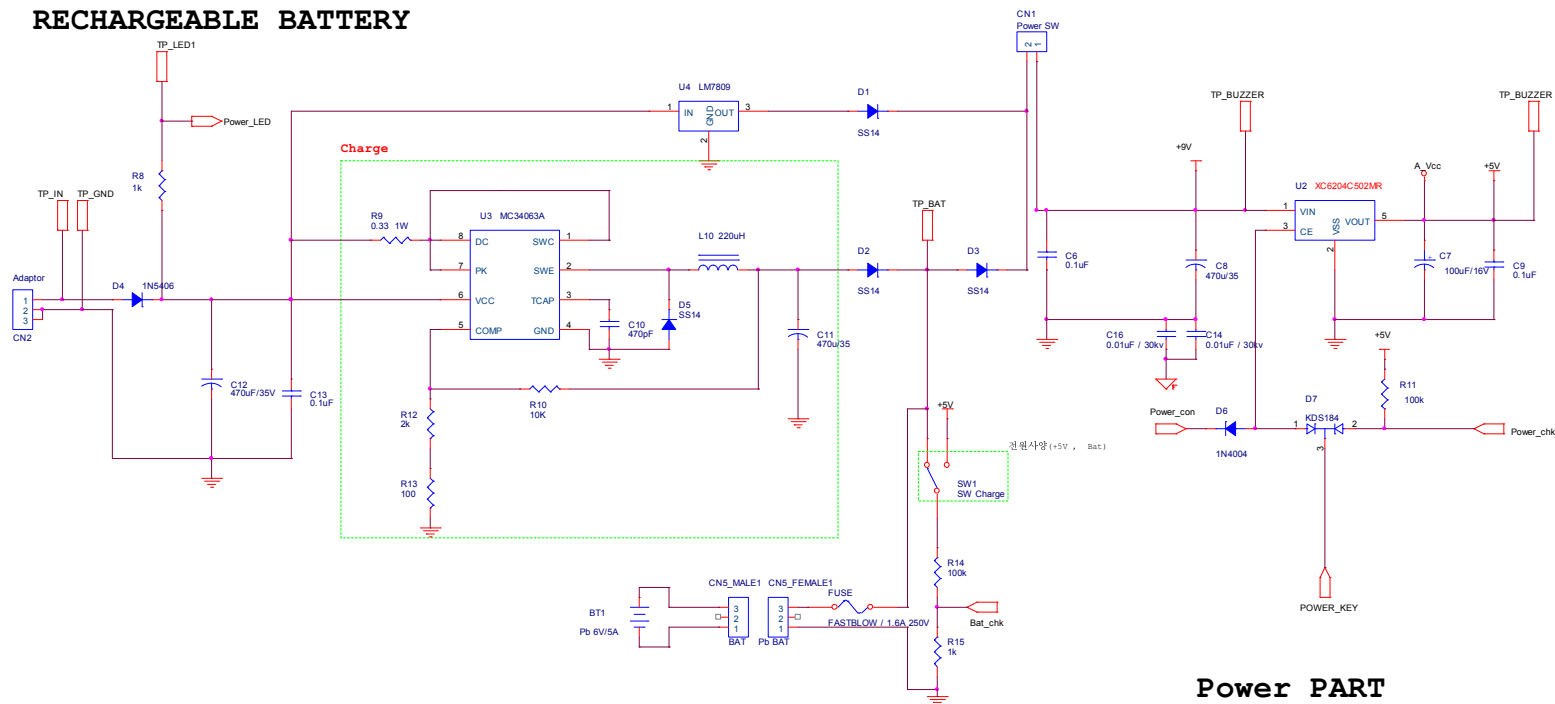 RECHARGEABLE BATTERY
TP_LED1
Power_LED
R8
1k
TP_IN
TP_GND
Adaptor
1
2
3
CN2
D4
1N5406
C12
470uF/35V
C13
0.1uF
Charge
R9
0.33 1W
U3 MC34063A
8
DC
SWC
1
7
PK
SWE
2
6
VCC
TCAP
3
5
COMP
GND
4
L10 220uH
D5
SS14
C10
470pF
R10
10K
R12
2k
R13
100
C11
470u/35
U4 LM7809
1
IN
GND
OUT
3
2
D1
SS14
D2
SS14
TP_BAT
D3
SS14
CN1
Power SW
2
1
C6
0.1uF
+9V
C8
470u/35
TP_BUZZER
C16
0.01uF / 30kv
C14
0.01uF / 30kv
F
U2 XC6204C502MR
1
VIN
3
CE
VSS
VOUT
5
2
A_Vcc
+5V
TP_BUZZER
C7
100uF/16V
C9
0.1uF
+5V
R11
100k
Power_con
D6
1N4004
D7
KDS184
1
2
3
Power_chk
POWER_KEY
+5V
전원사양(+5V , Bat)
SW1
SW Charge
R14
100k
Bat_chk
R15
1k
BT1
Pb 6V/5A
CN5_MALE1
3
2
1
BAT
CN5_FEMALE1
3
2
1
Pb BAT
FUSE
FASTBLOW / 1.6A 250V
Power PART